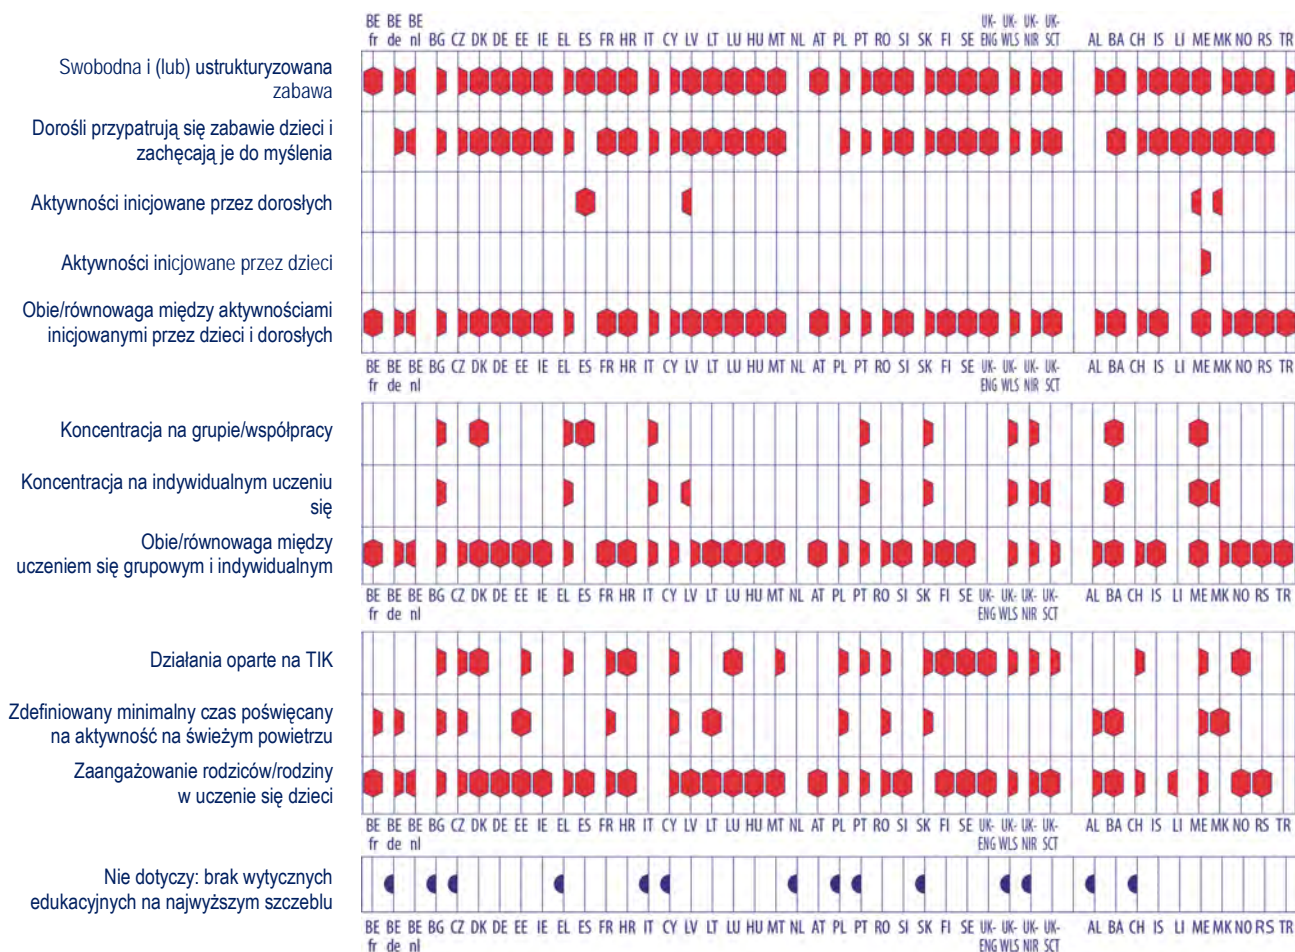 BE BE BE UK- UK- UK- UK-
fr de nl BG CZ DK DE EE IE EL ES FR HR IT CY LV LT LU HU MT NL AT PL PT RO SI SK FI SE ENG WLS NIR SCT AL BA CH IS LI ME MK NO RS TR
Swobodna i (lub) ustrukturyzowana
zabawa
Dorośli przypatrują się zabawie dzieci i
zachęcają je do myślenia
Aktywności inicjowane przez dorosłych
Aktywności inicjowane przez dzieci
Obie/równowaga między aktywnościami
inicjowanymi przez dzieci i dorosłych
BE BE BE BG CZ DK DE EE IE EL ES FR HR IT CY LV LT LU HU MT NL AT PL PT RO SI SK FI SE UK- UK- UK- UK- AL BA CH IS LI ME MK NO RS TR
fr de nl ENG WLS NIR SCT
Koncentracja na grupie/współpracy
Koncentracja na indywidualnym uczeniu
się
Obie/równowaga między
uczeniem się grupowym i indywidualnym
BE BE BE BG CZ DK DE EE IE EL ES FR HR IT CY LV LT LU HU MT NL AT PL PT RO SI SK FI SE UK- UK- UK- UK- AL BA CH IS LI ME MK NO RS TR
fr de nl ENG WLS NIR SCT
Działania oparte na TIK
Zdefiniowany minimalny czas poświęcany
na aktywność na świeżym powietrzu
Zaangażowanie rodziców/rodziny
w uczenie się dzieci
BE BE BE BG CZ DK DE EE IE EL ES FR HR IT CY LV LT LU HU MT NL AT PL PT RO SI SK FI SE UK- UK- UK- UK- AL BA CH IS LI ME MK NO RS TR
fr de nl ENG WLS NIR SCT
Nie dotyczy: brak wytycznych
edukacyjnych na najwyższym szczeblu
BE BE BE BG CZ DK DE EE IE EL ES FR HR IT CY LV LT LU HU MT NL AT PL PT RO SI SK FI SE UK- UK- UK- UK- AL BA CH IS LI ME MK NO RS TR
fr de nl ENG WLS NIR SCT